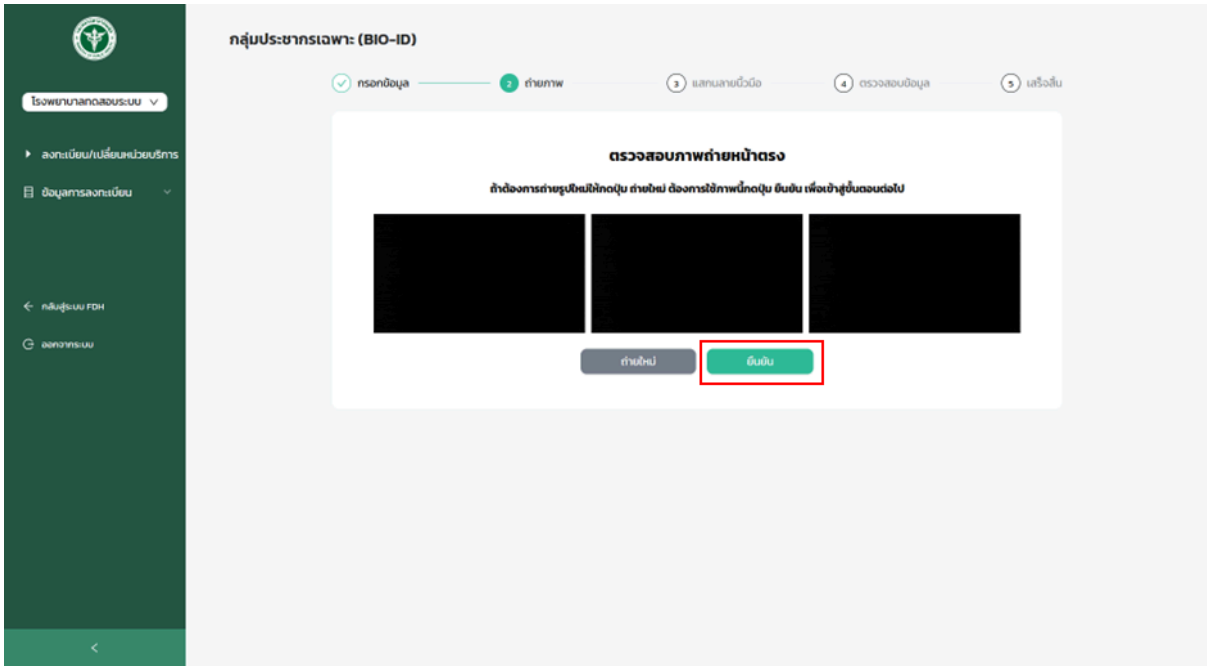 กลุ่มประชากรเฉพาะ (BIO-ID)
กรอกข้อมูล
2 ถ่ายภาพ
3 แสกนลายนิ้วมือ
4 ตรวจสอบข้อมูล
5 เสร็จสิ้น
โรงพยาบาลทดสอบระบบ
ลงทะเบียน/เปลี่ยนหน่วยบริการ
ข้อมูลการลงทะเบียน
กลับสู่ระบบ FDH
ออกจากระบบ
ตรวจสอบภาพถ่ายหน้าตรง
ถ้าต้องการถ่ายรูปใหม่ให้กดปุ่ม ถ่ายใหม่ ต้องการใช้ภาพนี้กดปุ่ม ยืนยัน เพื่อเข้าสู่ขั้นตอนต่อไป
ถ่ายใหม่
ยืนยัน